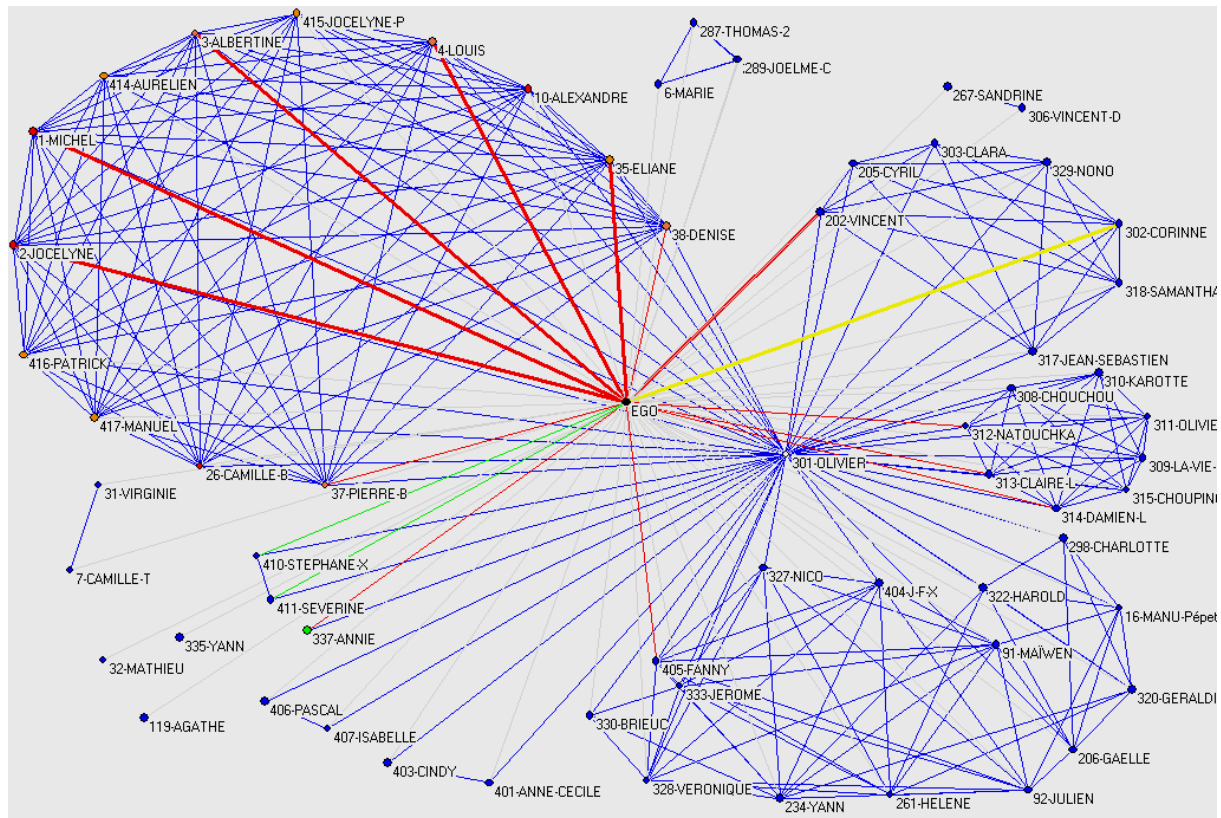 415-JOCELYNE-P
287-THOMAS-2
3-ALBERTINE
4-LOUIS
289-JOELME-C
414-AURELIEN
10-ALEXANDRE
6-MARIE
267-SANDRINE
306-VINCENT-D
1-MICHEL
303-CLARA
35-ELIANE
205-CYRIL
329-NONO
202-VINCENT
38-DENISE
302-CORINNE
2-JOCELYNE
318-SAMANTHA
416-PATRICK
317-JEAN-SEBASTIEN
310-KAROTTE
308-CHOUCHOU
EGO
417-MANUEL
311-OLIVIE
312-NATOUCHKA
301-OLIVIER
309-LA-VIE-
26-CAMILLE-B
313-CLAIRE-L
37-PIERRE-B
31-VIRGINIE
315-CHOUPINO
314-DAMIEN-L
298-CHARLOTTE
410-STEPHANE-X
7-CAMILLE-T
327-NICO
404-J-F-X
322-HAROLD
411-SEVERINE
16-MANU-Pépet
337-ANNIE
335-YANN
91-MAÏWEN
32-MATHIEU
405-FANNY
333-JEROME
320-GERALDI
406-PASCAL
119-AGATHE
330-BRIEUC
407-ISABELLE
206-GAELLE
403-CINDY
401-ANNE-CECILE
328-VERONIQUE
234-YANN
261-HELENE
92-JULIEN